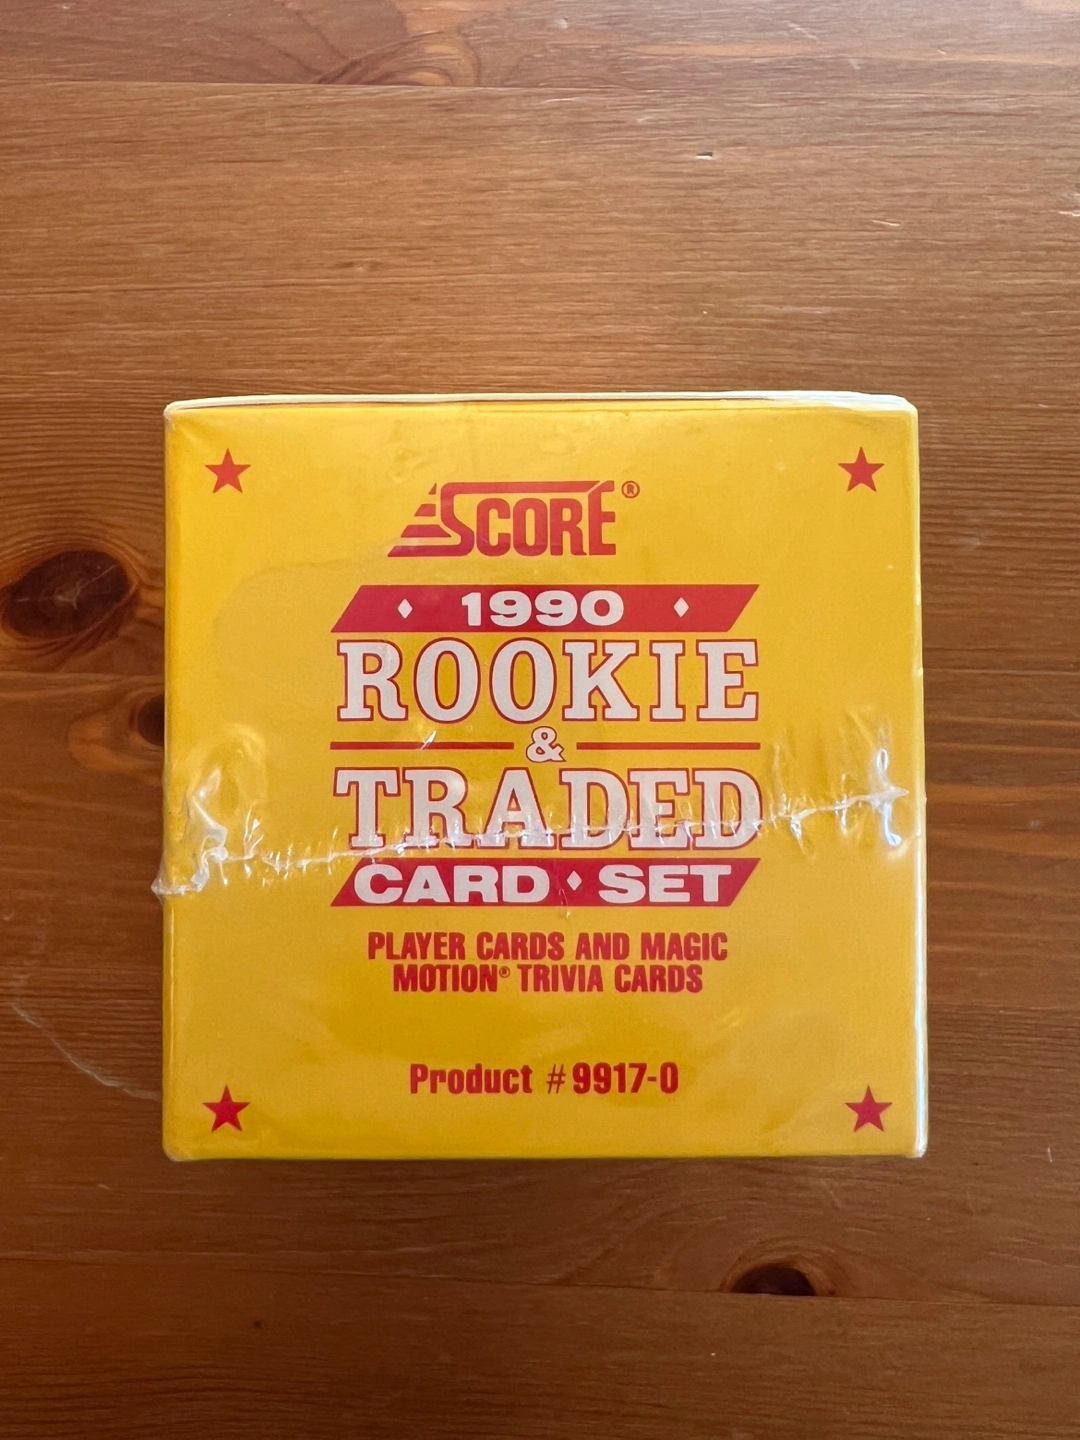 SCORE®
1990
ROOKIE
&
TRADED
CARD SET
PLAYER CARDS AND MAGIC
MOTION® TRIVIA CARDS
Product #9917-0